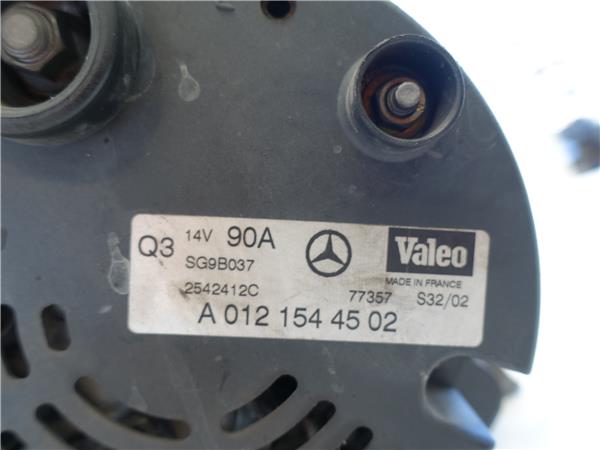 Q3 14V 90A Valeo
SG9B037 MADE IN FRANCE
2542412C 77357 S32/02
A 012 154 45 02